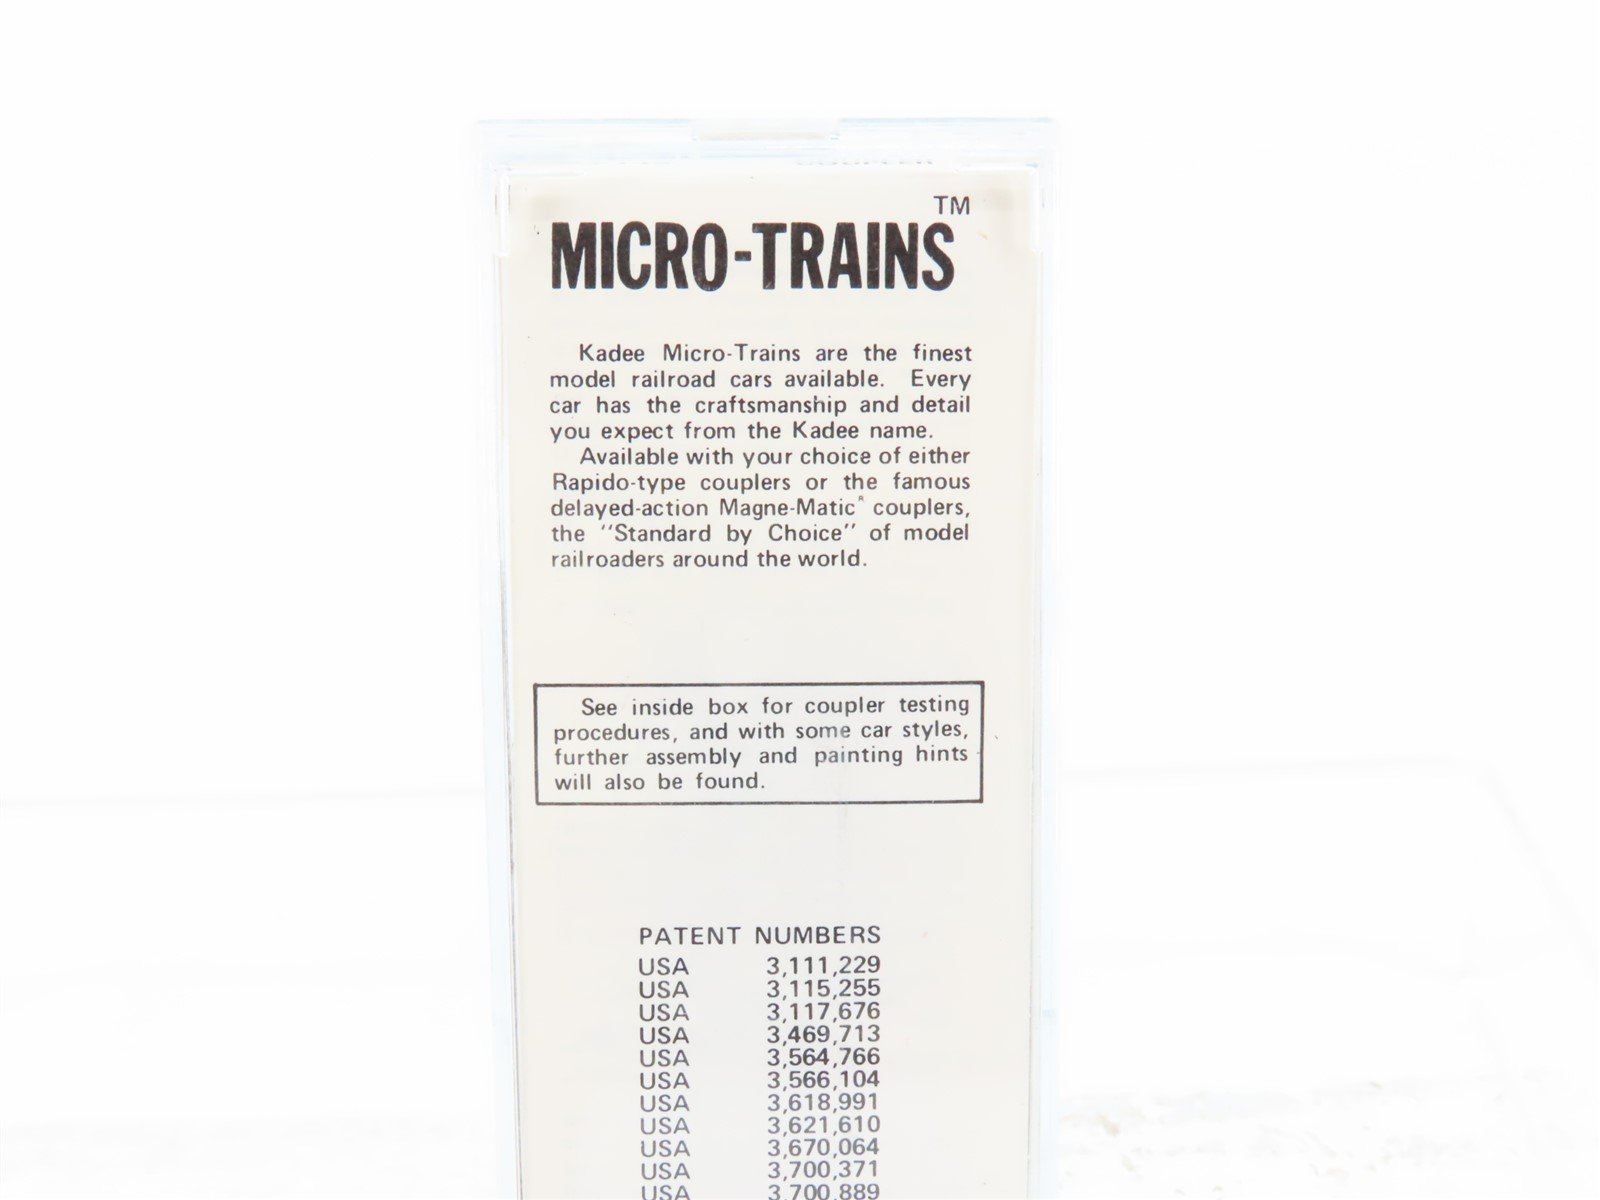 TM
MICRO-TRAINS
Kadee Micro-Trains are the finest
model railroad cars available. Every
car has the craftsmanship and detail
you expect from the Kadee name.
Available with your choice of either
Rapido-type couplers or the famous
delayed-action Magne-Matic® couplers,
the "Standard by Choice" of model
railroaders around the world.
See inside box for coupler testing
procedures, and with some car styles,
further assembly and painting hints
will also be found.
PATENT NUMBERS
USA 3,111,229
USA 3,115,255
USA 3,117,676
USA 3,469,713
USA 3,564,766
USA 3,566,104
USA 3,618,991
USA 3,621,610
USA 3,670,064
USA 3,700,371
USA 3,700,889